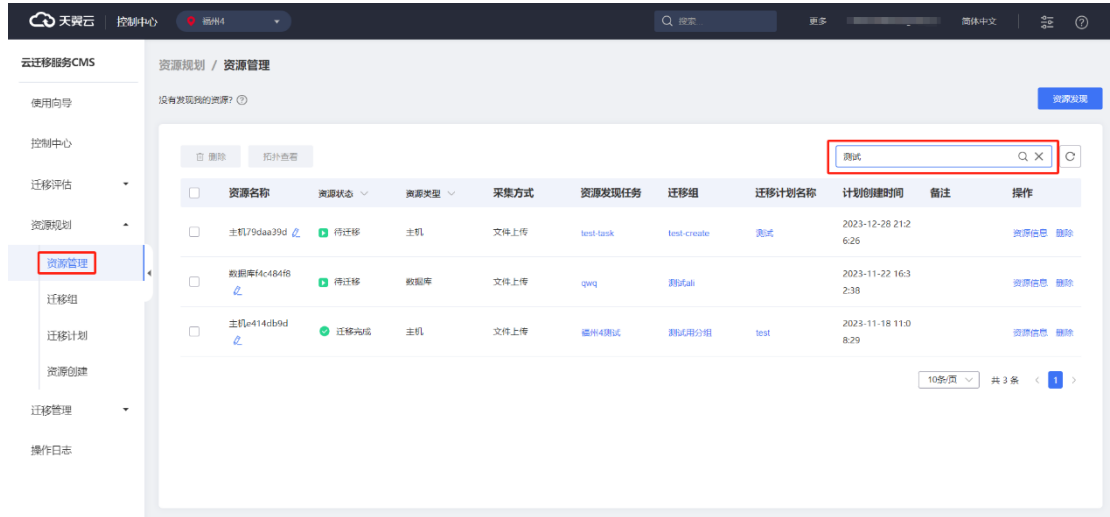 天翼云 控制中心 福州4 搜索... 更多 简体中文
云迁移服务CMS
使用向导
控制中心
迁移评估
资源规划
资源管理
迁移组
迁移计划
资源创建
迁移管理
操作日志
资源规划 / 资源管理
没有发现我的资源?
资源发现
删除 拓扑查看 测试
资源名称 资源状态 资源类型 采集方式 资源发现任务 迁移组 迁移计划名称 计划创建时间 备注 操作
主机79daa39d 待迁移 主机 文件上传 test-task test-create 测试 2023-12-28 21:2 资源信息 删除
6:26
数据库f4c484f8 待迁移 数据库 文件上传 qwq 测试ali 2023-11-22 16:3 资源信息 删除
2:38
主机e414db9d 迁移完成 主机 文件上传 福州4测试 测试用分组 test 2023-11-18 11:0 资源信息 删除
8:29
10条/页 共 3 条 1